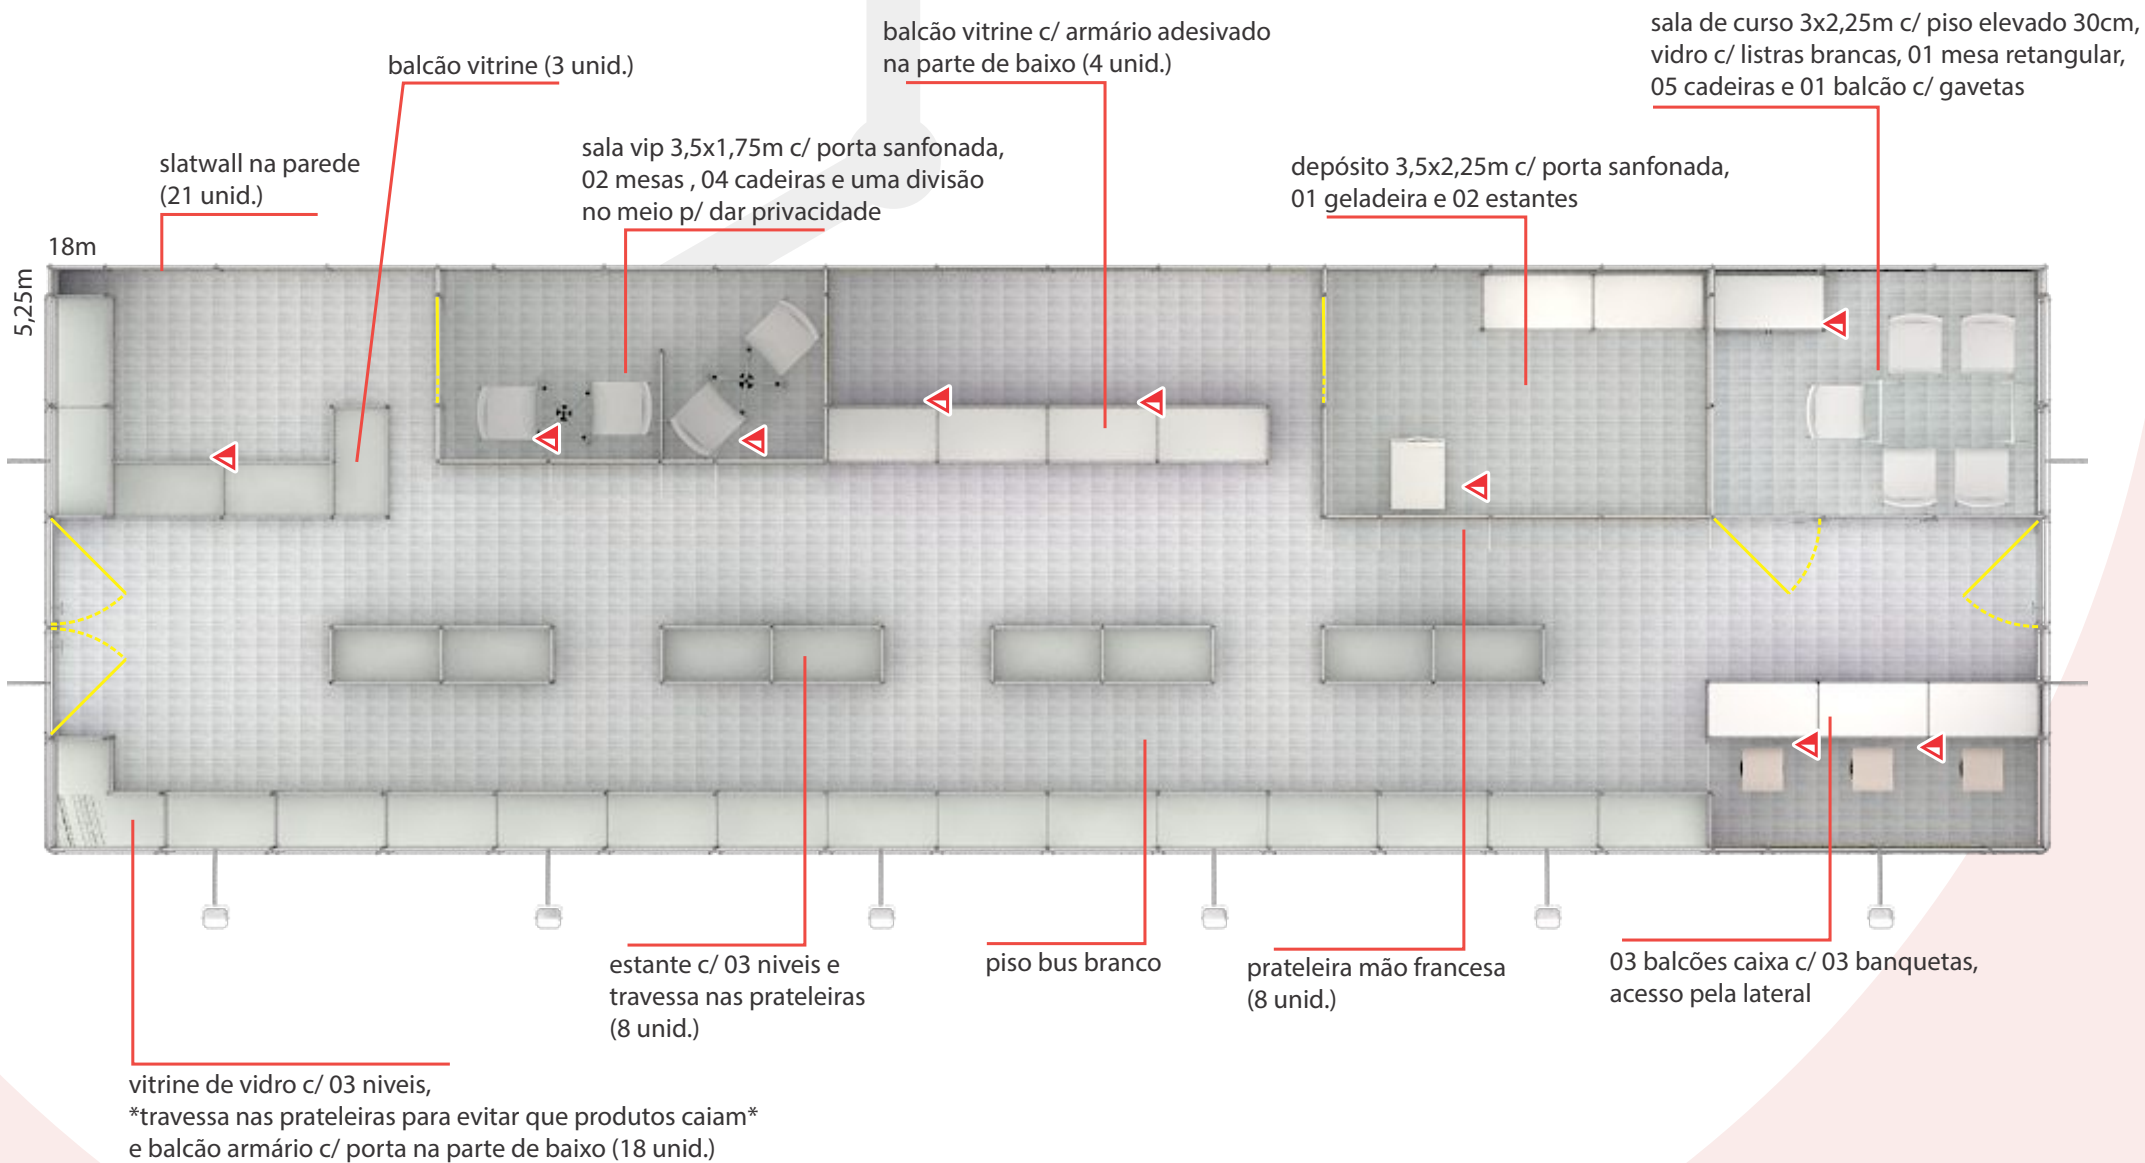 balcão vitrine (3 unid.)
balcão vitrine c/ armário adesivado
na parte de baixo (4 unid.)
sala de curso 3x2,25m c/ piso elevado 30cm,
vidro c/ listras brancas, 01 mesa retangular,
05 cadeiras e 01 balcão c/ gavetas
slatwall na parede
(21 unid.)
sala vip 3,5x1,75m c/ porta sanfonada,
02 mesas , 04 cadeiras e uma divisão
no meio p/ dar privacidade
depósito 3,5x2,25m c/ porta sanfonada,
01 geladeira e 02 estantes
18m
5,25m
estante c/ 03 niveis e
travessa nas prateleiras
(8 unid.)
piso bus branco
prateleira mão francesa
(8 unid.)
03 balcões caixa c/ 03 banquetas,
acesso pela lateral
vitrine de vidro c/ 03 niveis,
*travessa nas prateleiras para evitar que produtos caiam*
e balcão armário c/ porta na parte de baixo (18 unid.)